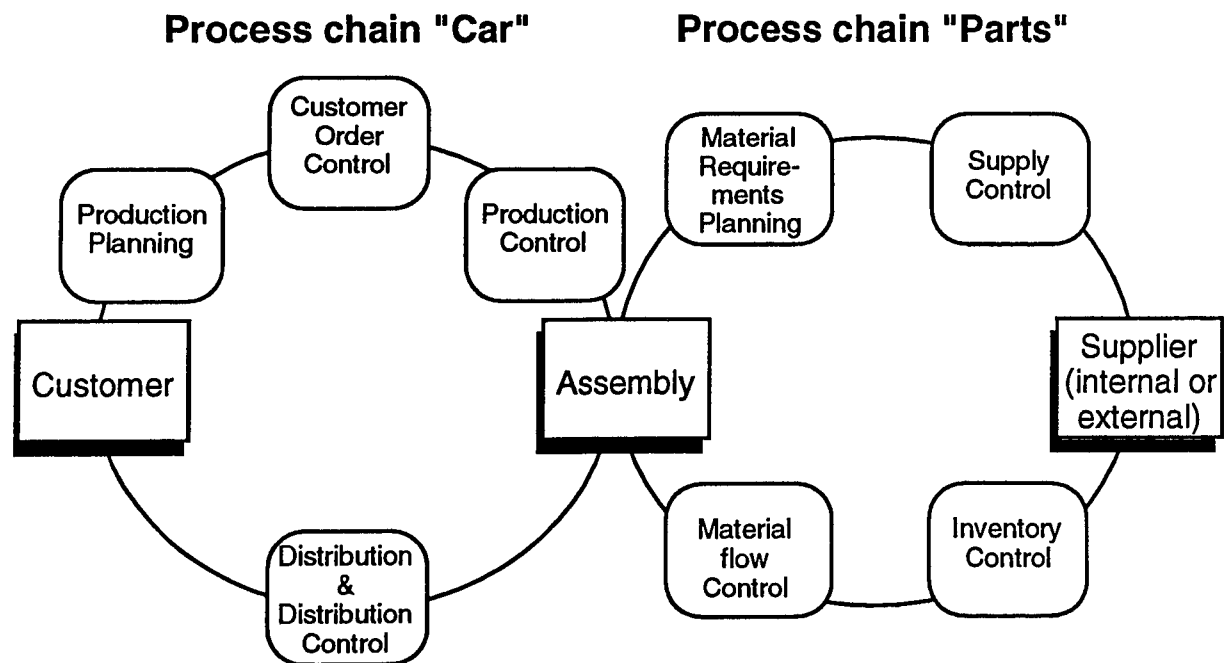 Process chain "Car"
Process chain "Parts"
Customer
Order
Control
Production
Planning
Production
Control
Material
Require-
ments
Planning
Supply
Control
Customer
Assembly
Supplier
(internal or
external)
Distribution
&
Distribution
Control
Material
flow
Control
Inventory
Control